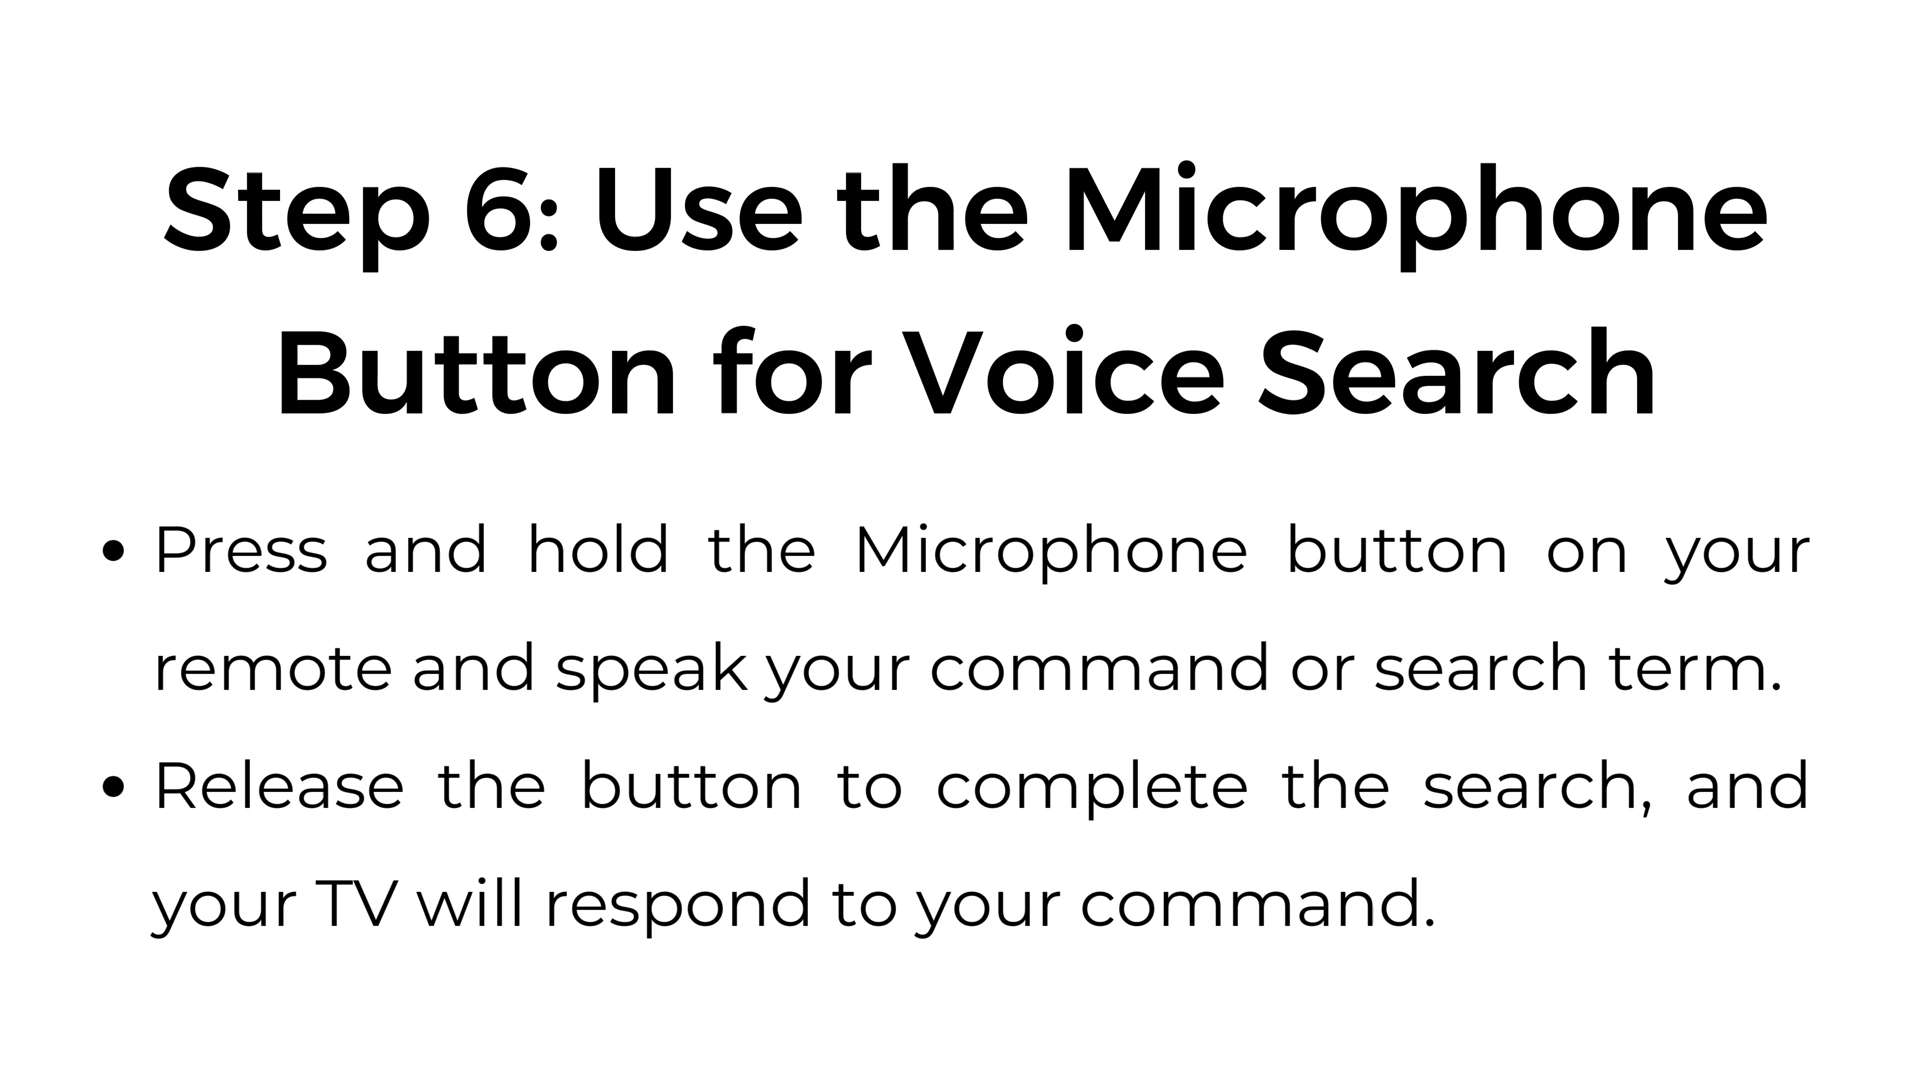 Step 6: Use the Microphone
Button for Voice Search
• Press and hold the Microphone button on your
remote and speak your command or search term.
• Release the button to complete the search, and
your TV will respond to your command.